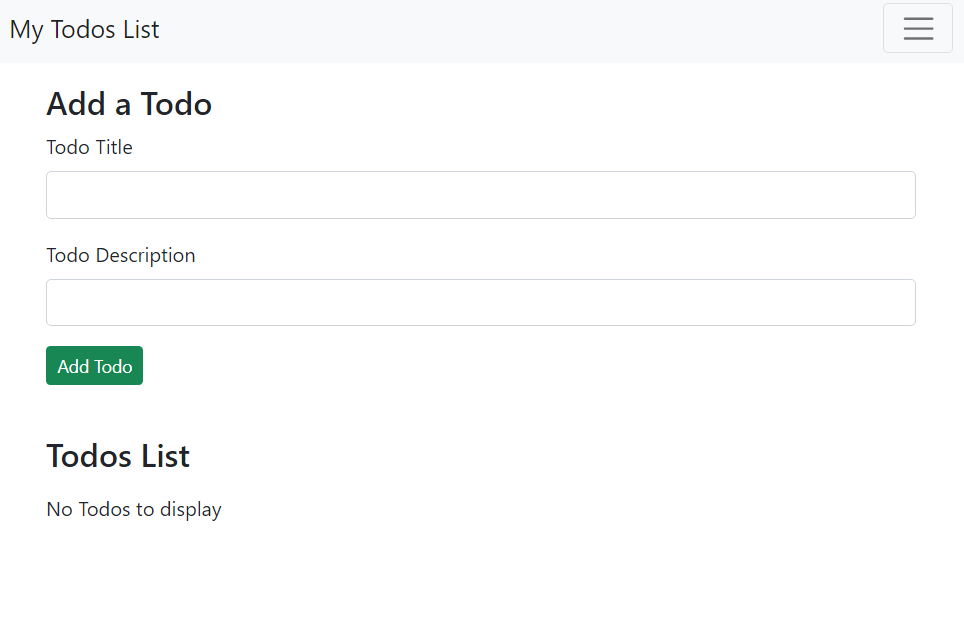 My Todos List
Add a Todo
Todo Title
Todo Description
Add Todo
Todos List
No Todos to display